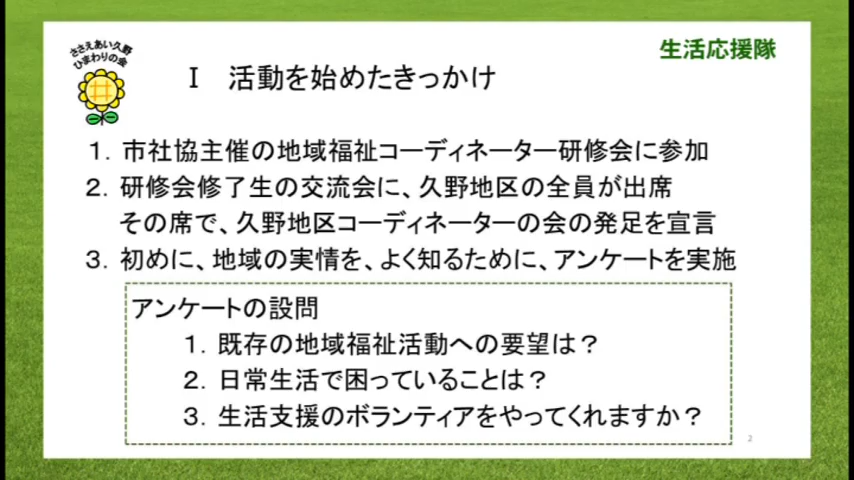 ささえあい久野
ひまわりの会
生活応援隊
Ⅰ 活動を始めたきっかけ
１．市社協主催の地域福祉コーディネーター研修会に参加
２．研修会修了生の交流会に、久野地区の全員が出席
その席で、久野地区コーディネーターの会の発足を宣言
３．初めに、地域の実情を、よく知るために、アンケートを実施
アンケートの設問
１．既存の地域福祉活動への要望は？
２．日常生活で困っていることは？
３．生活支援のボランティアをやってくれますか？
2